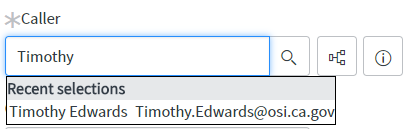 Caller
Timothy
Recent selections
Timothy Edwards Timothy.Edwards@osi.ca.gov